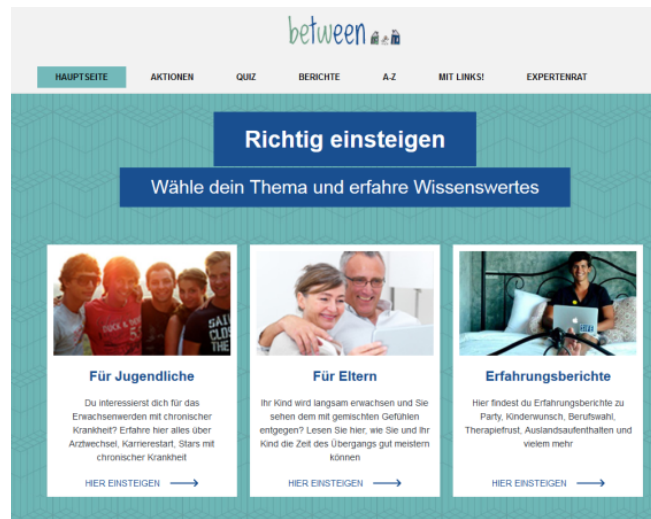 between
HAUPTSEITE AKTIONEN QUIZ BERICHTE A-Z MIT LINKS! EXPERTENRAT
Richtig einsteigen
Wähle dein Thema und erfahre Wissenswertes
Für Jugendliche
Du interessierst dich für das
Erwachsenwerden mit chronischer
Krankheit? Erfahre hier alles über
Arztwechsel, Karrierestart, Stars mit
chronischer Krankheit
HIER EINSTEIGEN
Für Eltern
Ihr Kind wird langsam erwachsen und Sie
sehen dem mit gemischten Gefühlen
entgegen? Lesen Sie hier, wie Sie und Ihr
Kind die Zeit des Übergangs gut meistern
können
HIER EINSTEIGEN
Erfahrungsberichte
Hier findest du Erfahrungsberichte zu
Party, Kinderwunsch, Berufswahl,
Therapiefrust, Auslandsaufenthalten und
vielem mehr
HIER EINSTEIGEN